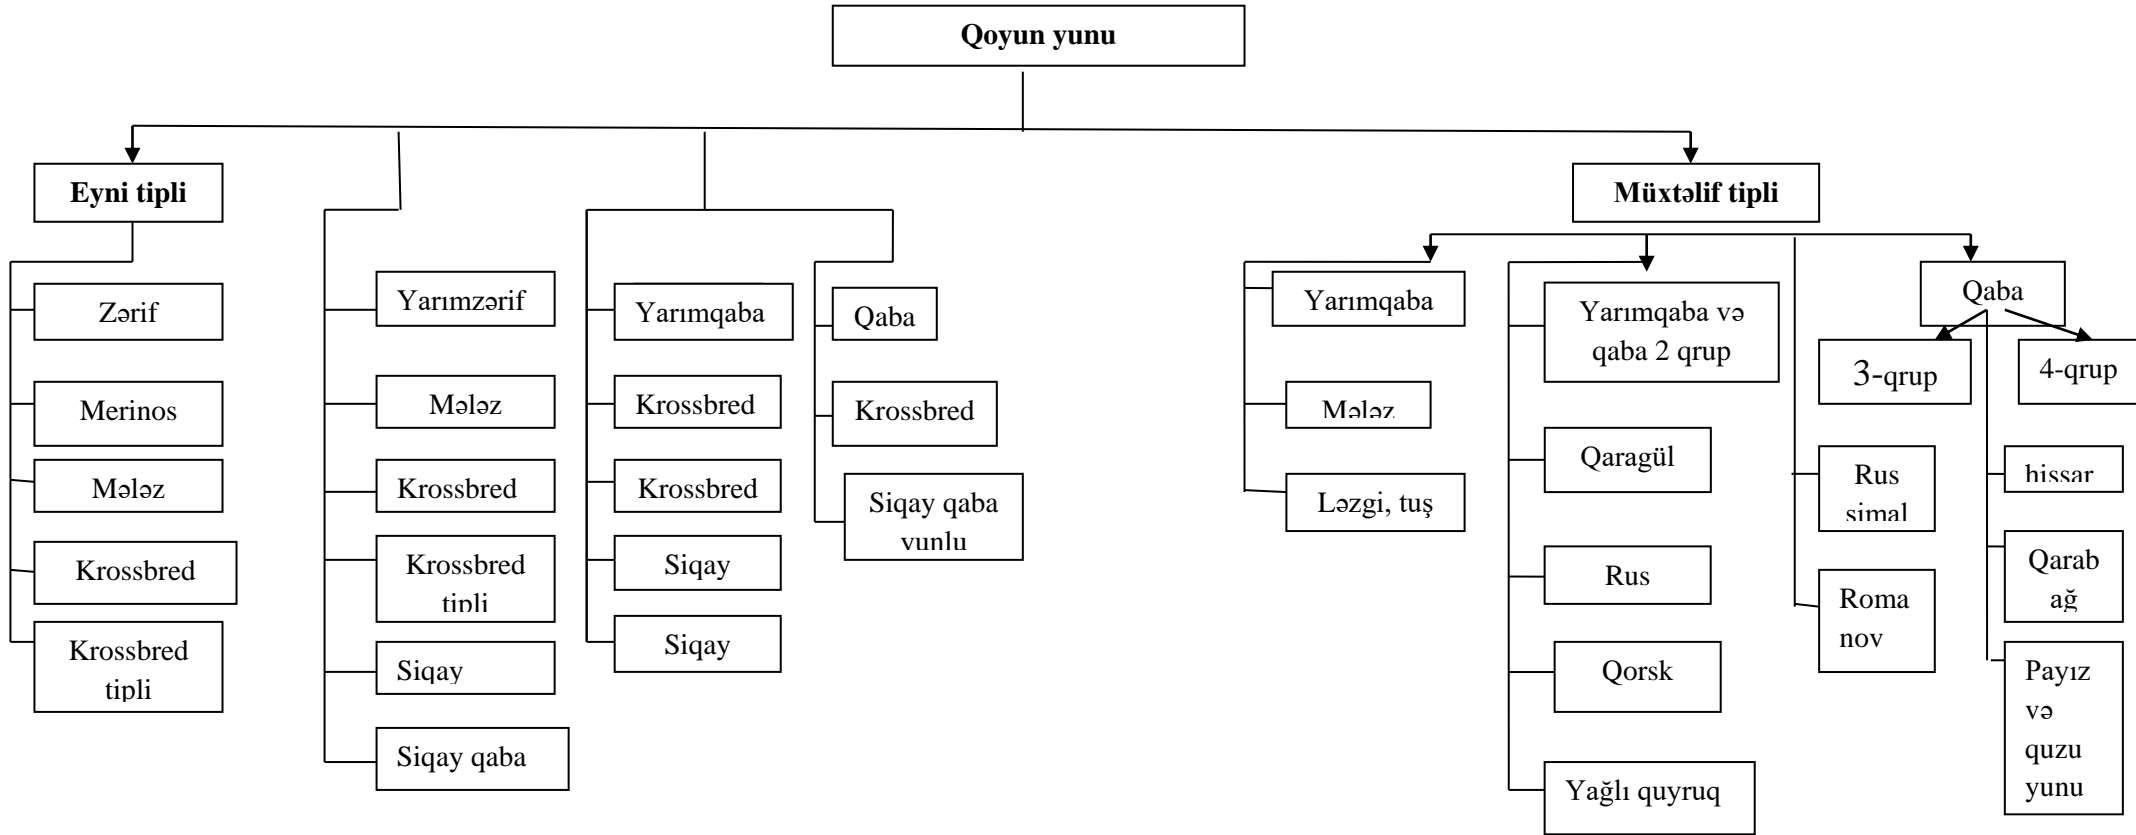 Qoyun yunu
Eyni tipli
Zərif
Merinos
Mələz
Krossbred
Krossbred
tipli
Yarımzərif
Mələz
Krossbred
Krossbred
tipli
Siqay
Siqay qaba
Yarımqaba
Krossbred
Krossbred
Siqay
Siqay
Qaba
Krossbred
Siqay qaba
yunlu
Müxtəlif tipli
Yarımqaba
Mələz
Ləzgi, tuş
Yarımqaba və
qaba 2 qrup
Qaragül
Rus
Qorsk
Yağlı quyruq
Qaba
3-qrup
4-qrup
Rus
şimal
Roma
nov
hissar
Qarab
ağ
Payız
və
quzu
yunu